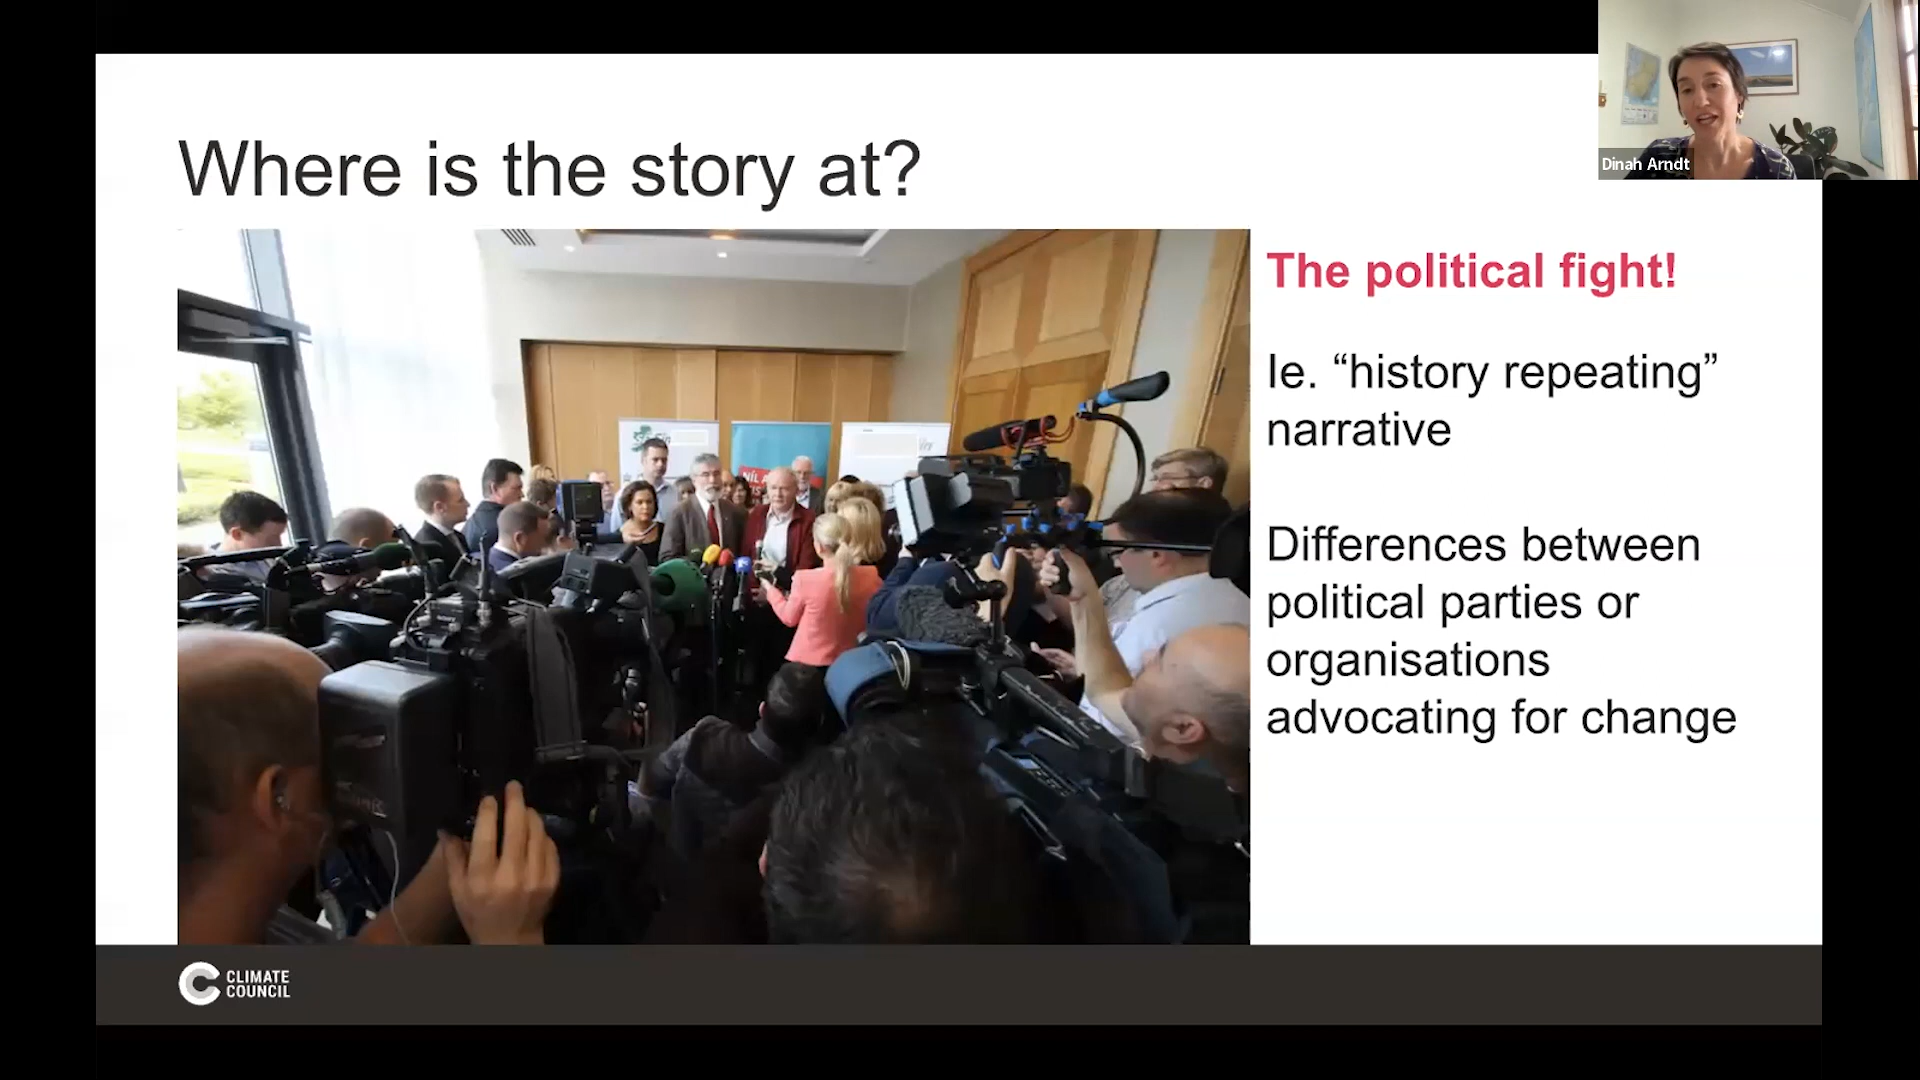 Where is the story at?
Dinah Arndt
The political fight!
Ie. “history repeating”
narrative
Differences between
political parties or
organisations
advocating for change
CLIMATE
COUNCIL